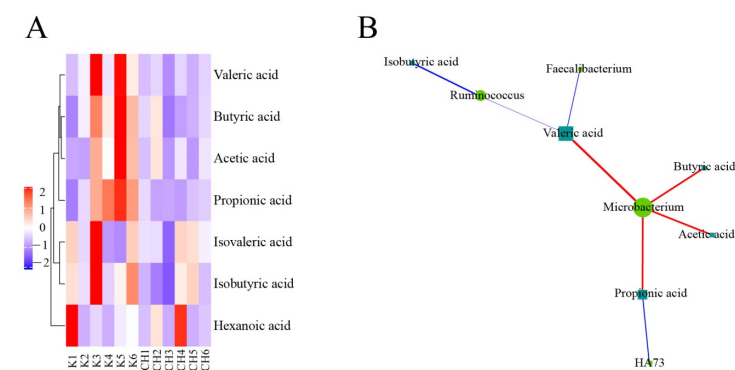 A
Valeric acid
Butyric acid
Acetic acid
Propionic acid
Isovaleric acid
Isobutyric acid
Hexanoic acid
2
1
0
-1
-2
K1
K2
K3
K4
K5
K6
CH1
CH2
CH3
CH4
CH5
CH6
B
Isobutyric acid
Faecalibacterium
Ruminococcus
Valeric acid
Butyric acid
Microbacterium
Acetic acid
Propionic acid
HA73